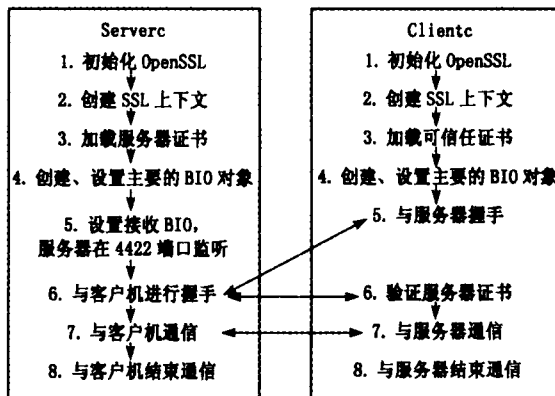 Serverc
1. 初始化 OpenSSL
2. 创建 SSL 上下文
3. 加载服务器证书
4. 创建、设置主要的 BIO 对象
5. 设置接收 BIO,
服务器在 4422 端口监听
6. 与客户机进行握手
7. 与客户机通信
8. 与客户机结束通信
Clientc
1. 初始化 OpenSSL
2. 创建 SSL 上下文
3. 加载可信任证书
4. 创建、设置主要的 BIO 对象
5. 与服务器握手
6. 验证服务器证书
7. 与服务器通信
8. 与服务器结束通信